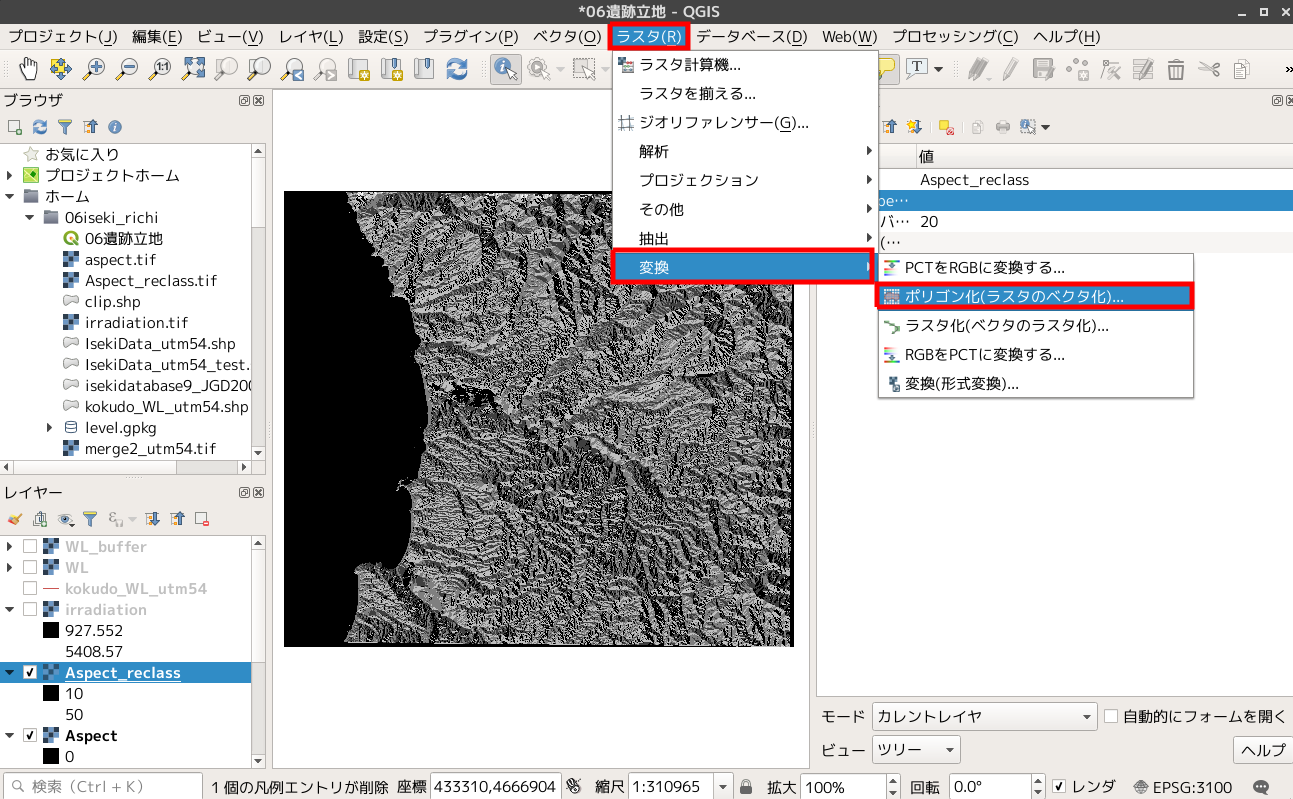 *06遺跡立地 - QGIS
プロジェクト(J) 編集(E) ビュー(V) レイヤ(L) 設定(S) プラグイン(P) ベクタ(O) ラスタ(R) データベース(D) Web(W) プロセッシング(C) ヘルプ(H)
ブラウザ
お気に入り
プロジェクトホーム
ホーム
06iseki_richi
06遺跡立地
aspect.tif
Aspect_reclass.tif
clip.shp
irradiation.tif
IsekiData_utm54.shp
IsekiData_utm54_test.
isekidatabase9_JGD200
kokudo_WL_utm54.shp
level.gpkg
merge2_utm54.tif
レイヤー
WL_buffer
WL
kokudo_WL_utm54
irradiation
927.552
5408.57
Aspect_reclass
10
50
Aspect
0
ラスタ計算機...
ラスタを揃える...
ジオリファレンサー(G)...
解析
プロジェクション
その他
抽出
変換
PCTをRGBに変換する...
ポリゴン化(ラスタのベクタ化)...
ラスタ化(ベクタのラスタ化)...
RGBをPCTに変換する...
変換(形式変換)...
値
Aspect_reclass
pe…
バ… 20
(…
モード カレントレイヤ 自動的にフォームを開く
ビュー ツリー ヘルプ
検索 (Ctrl + K) 1 個の凡例エントリが削除 座標 433310,4666904 縮尺 1:310965 拡大 100% 回転 0.0° レンダ EPSG:3100